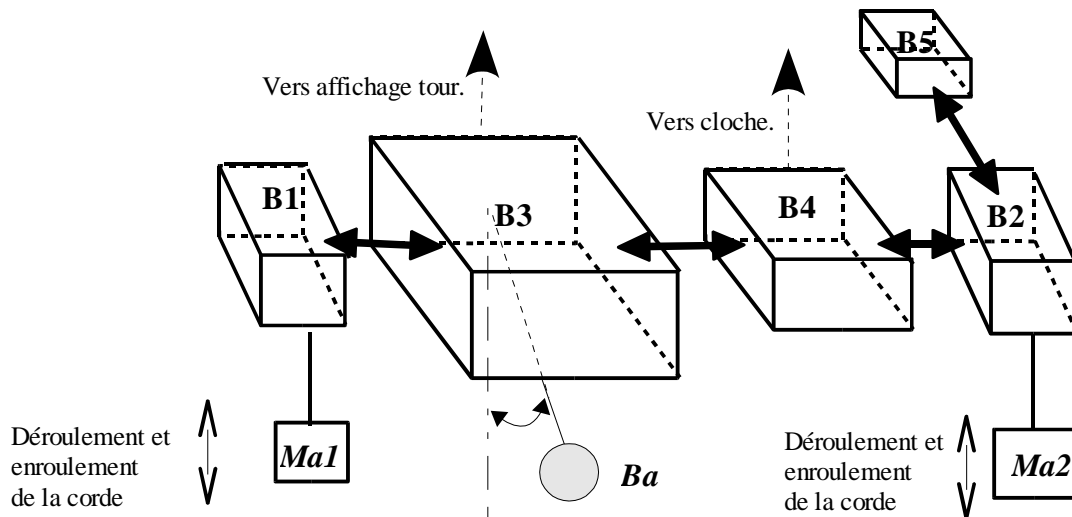 B5
Vers affichage tour.
Vers cloche.
B1
B3
B4
B2
Déroulement et
enroulement
de la corde
Ma1
Ba
Déroulement et
enroulement
de la corde
Ma2